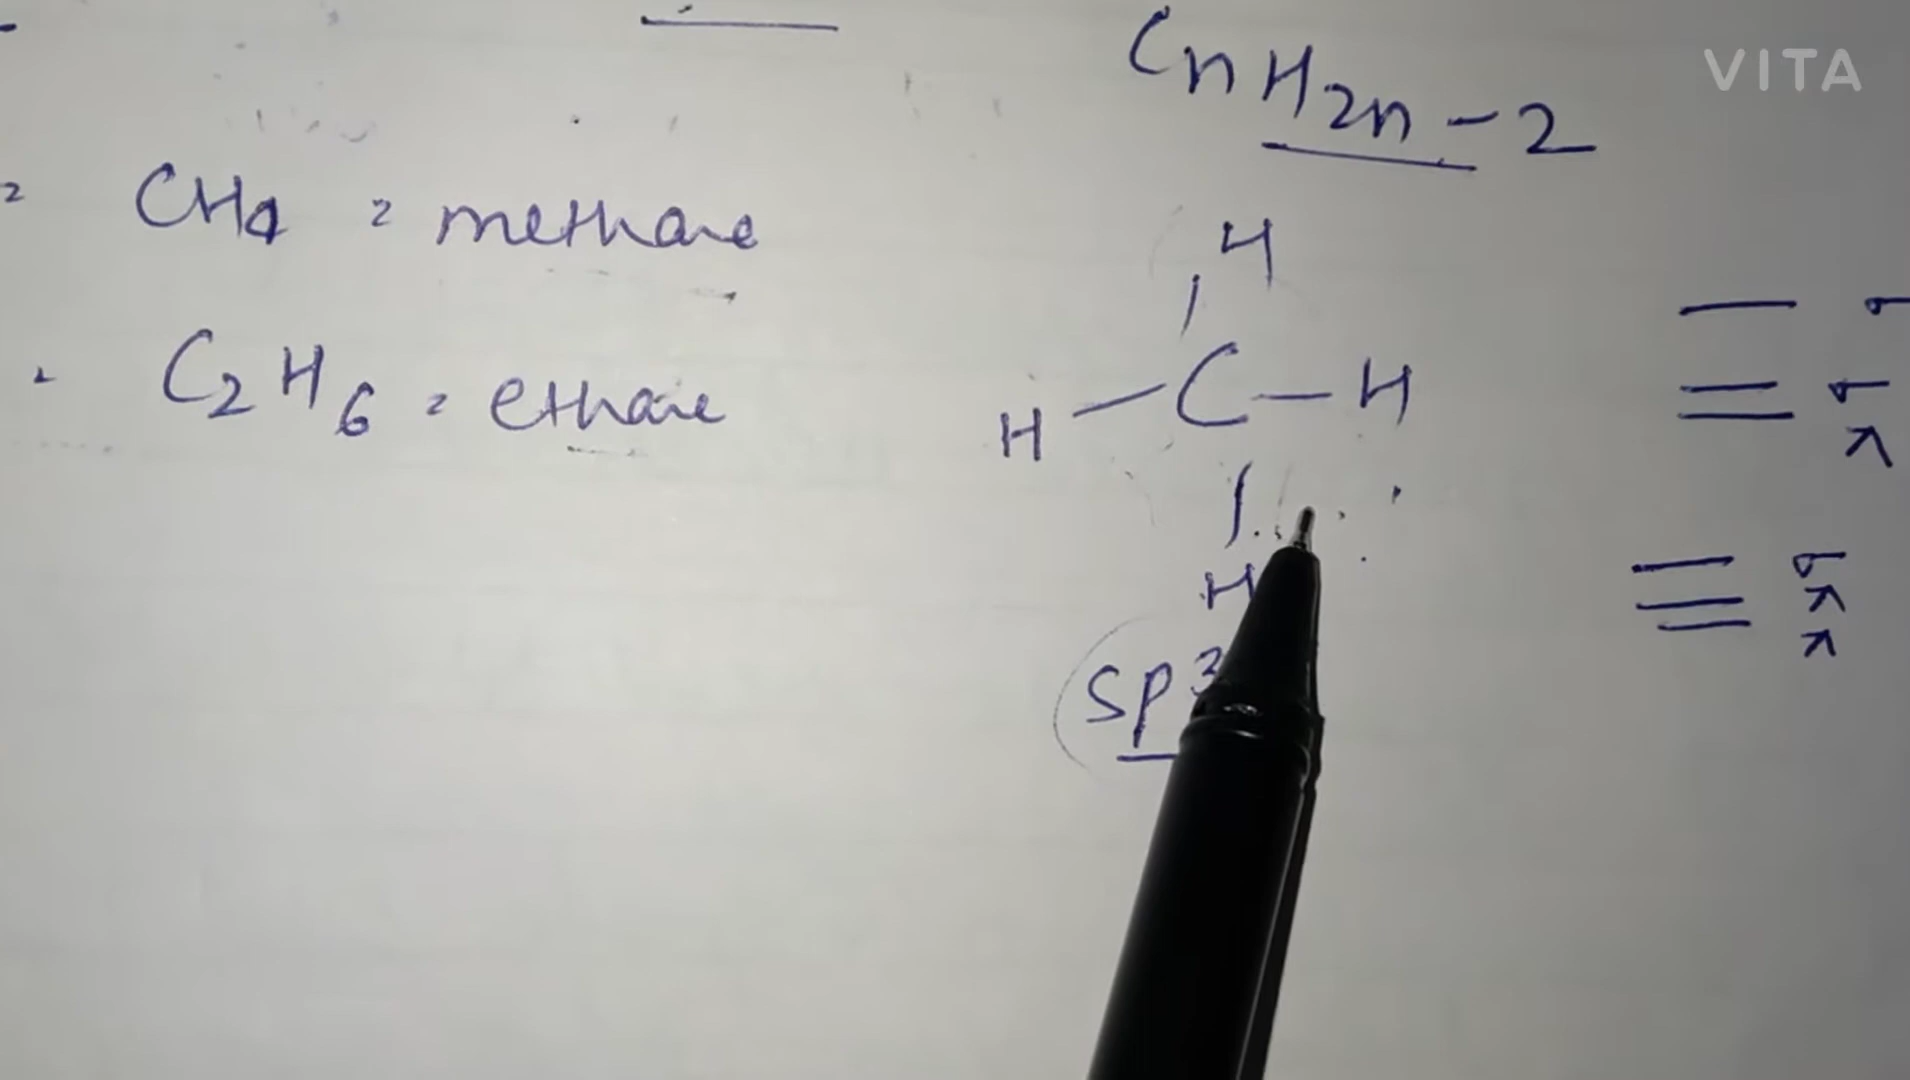 CnH2n-2
VITA
= CH4 = methane
H
C2H6 = ethane
H - C - H
H
sp3
σ
σ
π
σ
π
π